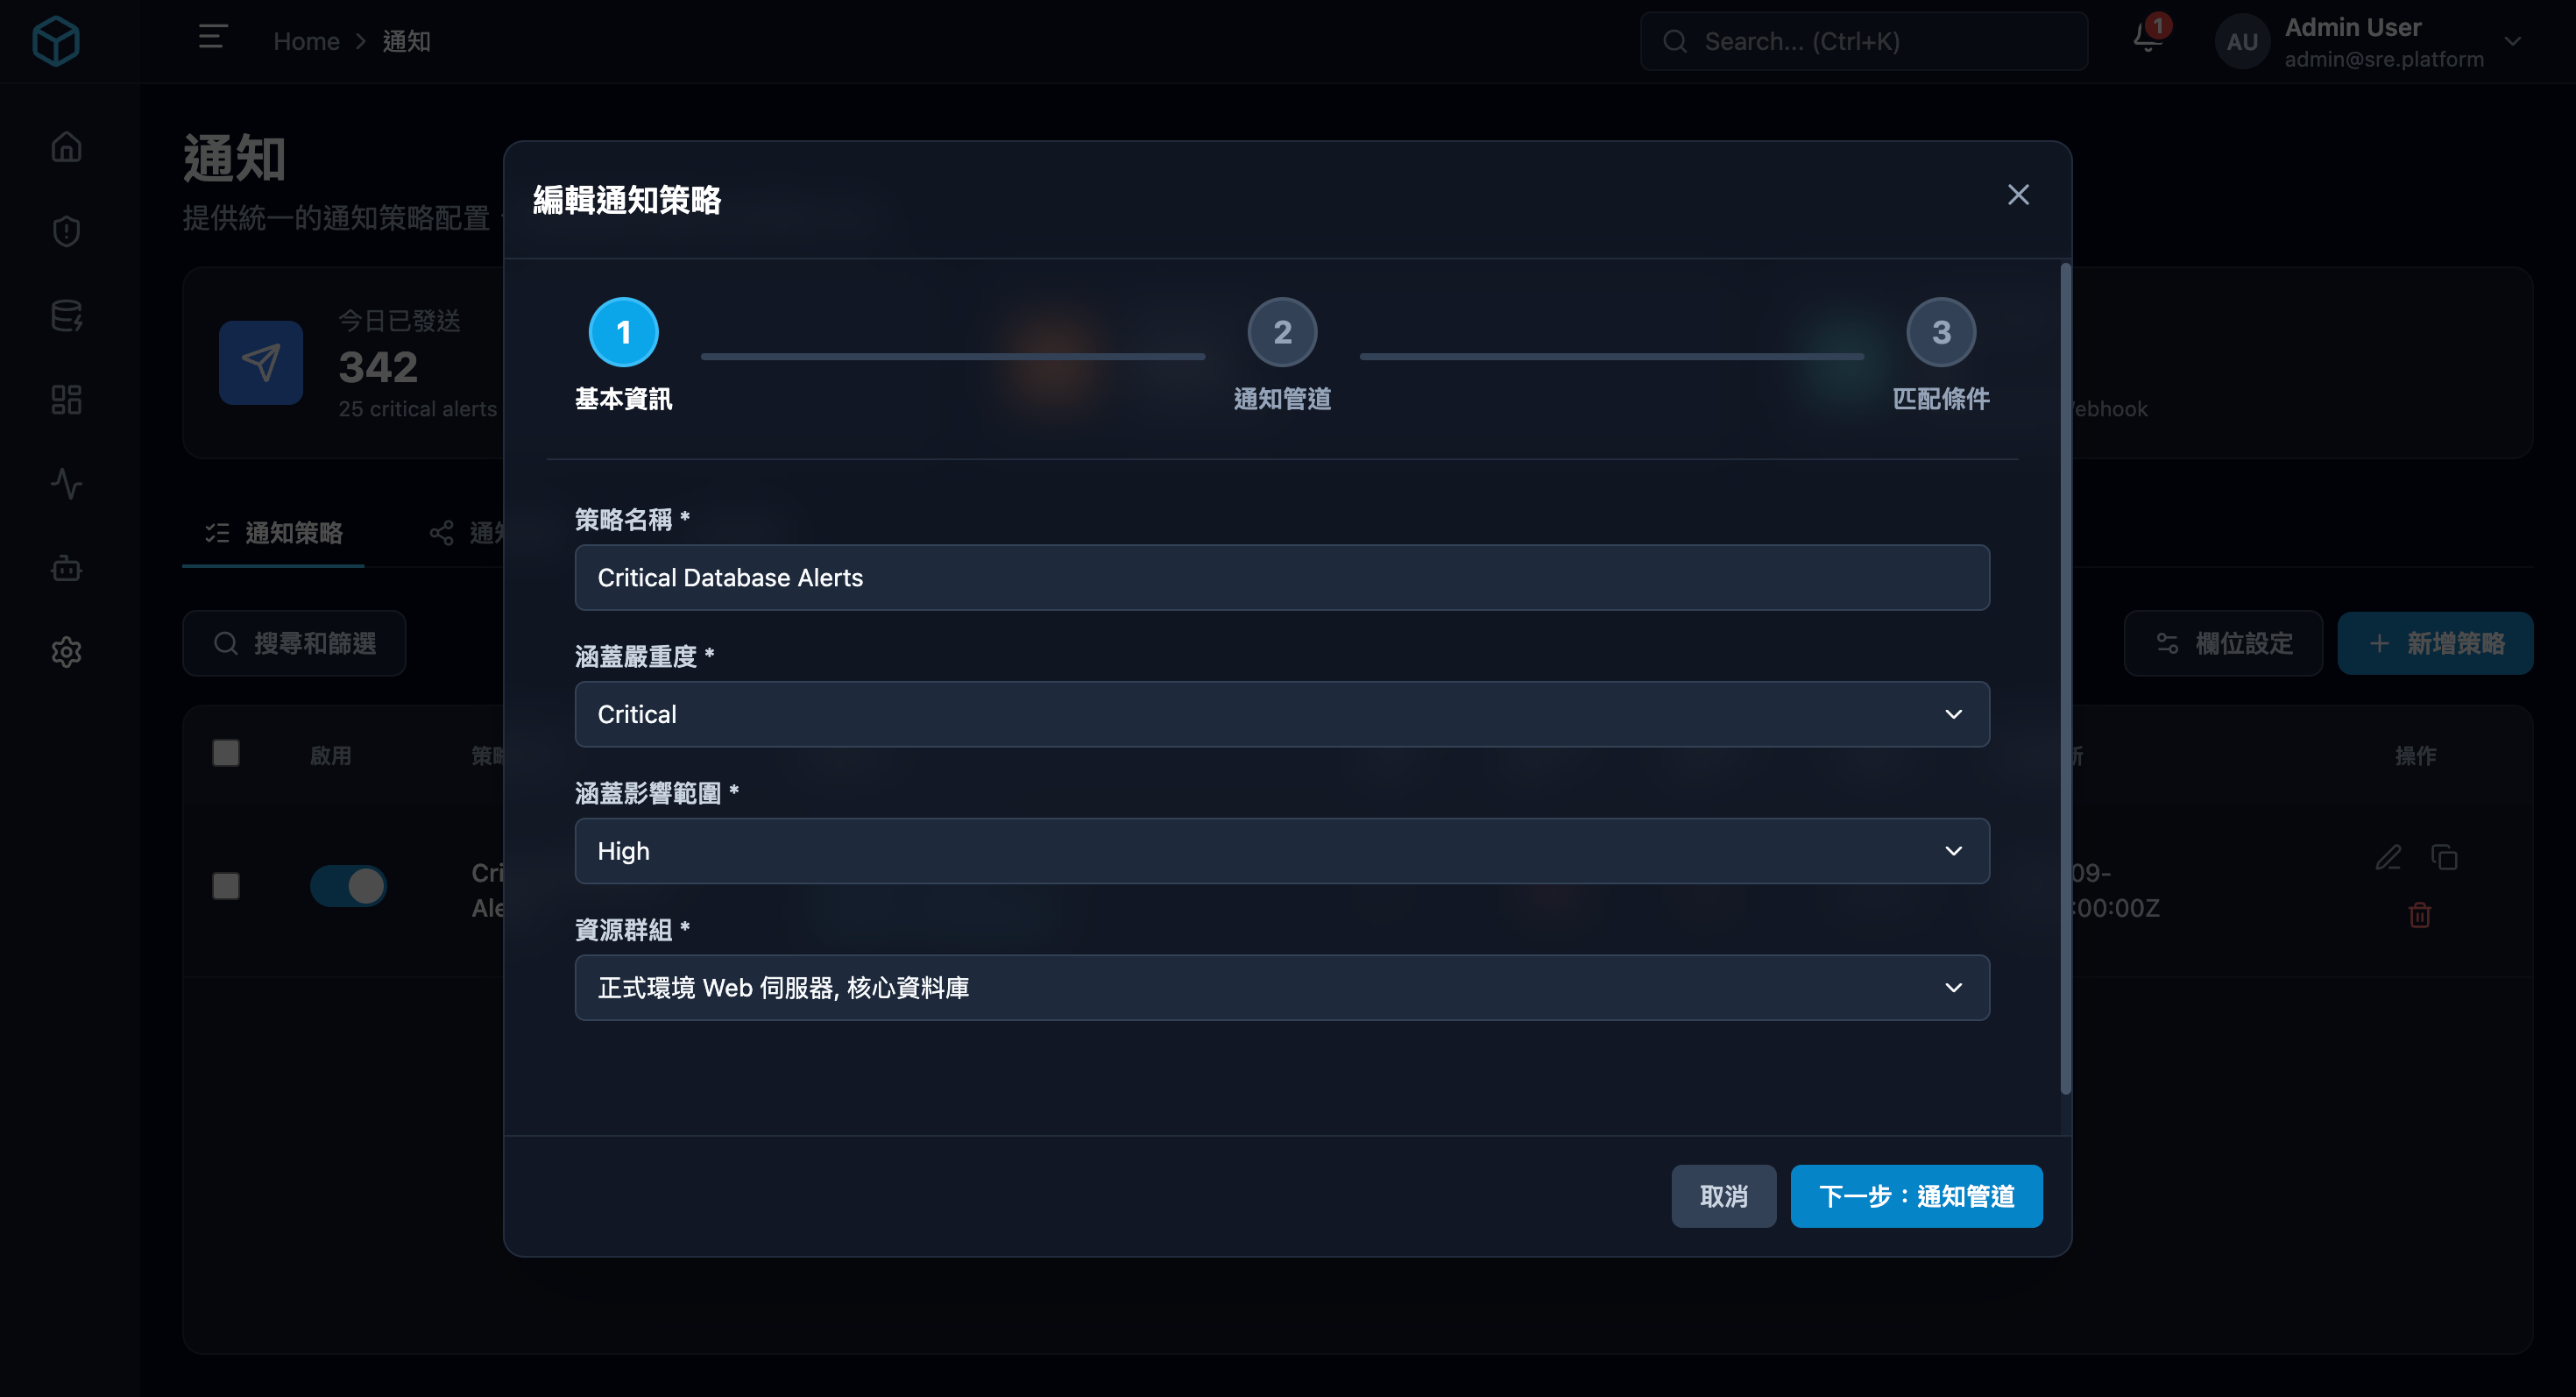 Home > 通知
Search... (Ctrl+K)
1
AU
Admin User
admin@sre.platform
通知
提供統一的通知策略配置
今日已發送
342
25 critical alerts
ebhook
通知策略
搜尋和篩選
欄位設定
+ 新增策略
啟用
操作
Cri
Ale
09-
:00:00Z
編輯通知策略
1
基本資訊
2
通知管道
3
匹配條件
策略名稱 *
Critical Database Alerts
涵蓋嚴重度 *
Critical
涵蓋影響範圍 *
High
資源群組 *
正式環境 Web 伺服器, 核心資料庫
取消
下一步：通知管道